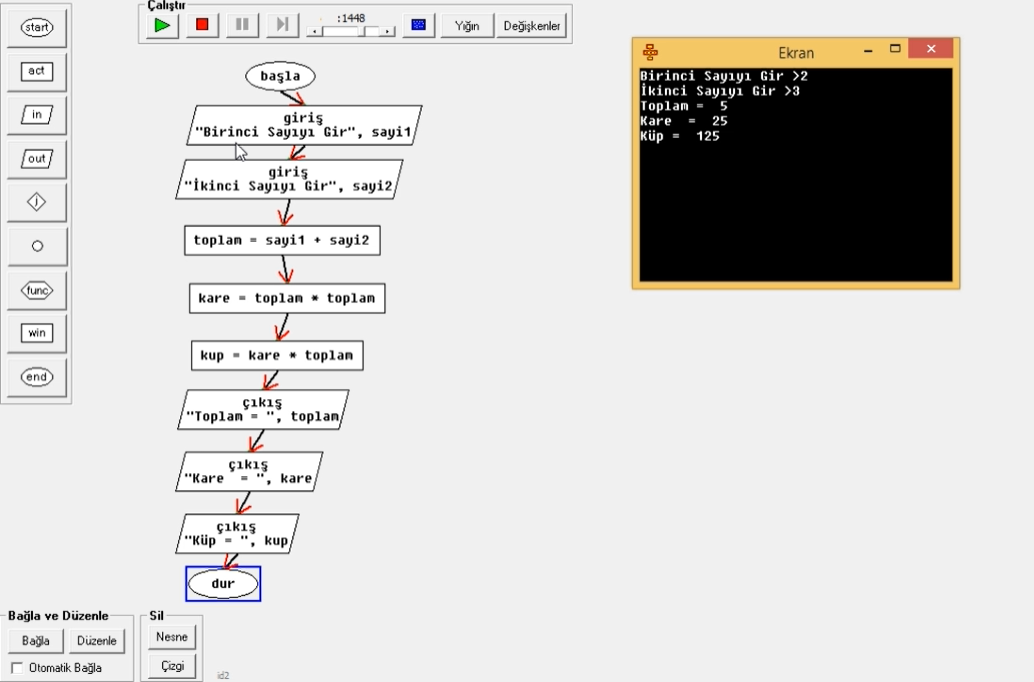 start
act
in
out
j
func
win
end
Çalıştır
:1448
Yığın
Değişkenler
başla
giriş
"Birinci Sayıyı Gir", sayi1
giriş
"İkinci Sayıyı Gir", sayi2
toplam = sayi1 + sayi2
kare = toplam * toplam
kup = kare * toplam
çıkış
"Toplam = ", toplam
çıkış
"Kare  = ", kare
çıkış
"Küp = ", kup
dur
Ekran
Birinci Sayıyı Gir >2
İkinci Sayıyı Gir >3
Toplam =  5
Kare  =  25
Küp =  125
Bağla ve Düzenle
Bağla
Düzenle
Otomatik Bağla
Sil
Nesne
Çizgi
id2